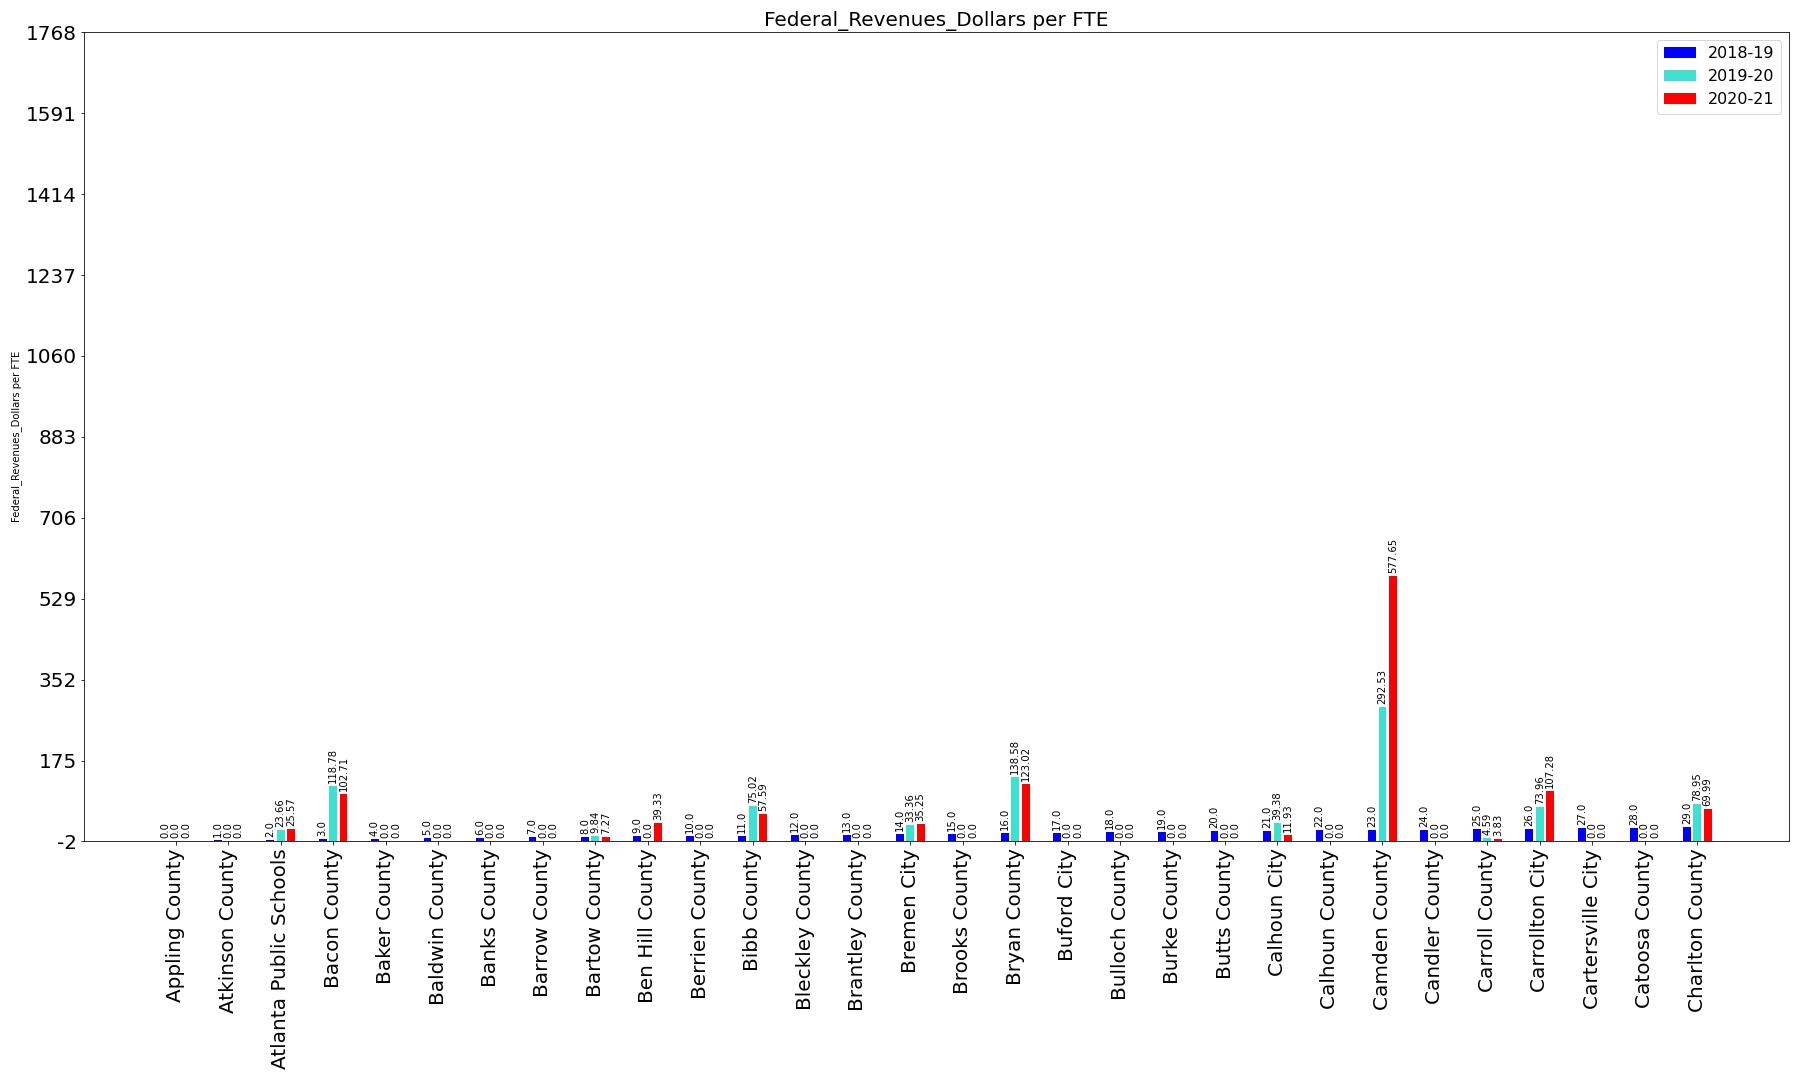 Federal_Revenues_Dollars per FTE
2018-19
2019-20
2020-21
Federal_Revenues_Dollars per FTE
1768
1591
1414
1237
1060
883
706
529
352
175
-2
0.0 0.0 0.0
1.0 0.0 0.0
2.0 23.66 25.57
3.0 118.78 102.71
4.0 0.0 0.0
5.0 0.0 0.0
6.0 0.0 0.0
7.0 0.0 0.0
8.0 9.84 7.27
9.0 0.0 39.33
10.0 0.0 0.0
11.0 75.02 57.59
12.0 0.0 0.0
13.0 0.0 0.0
14.0 33.36 35.25
15.0 0.0 0.0
16.0 138.58 123.02
17.0 0.0 0.0
18.0 0.0 0.0
19.0 0.0 0.0
20.0 0.0 0.0
21.0 39.38 11.93
22.0 0.0 0.0
23.0 292.53 577.65
24.0 0.0 0.0
25.0 4.59 3.83
26.0 73.96 107.28
27.0 0.0 0.0
28.0 0.0 0.0
29.0 78.95 69.99
Appling County
Atkinson County
Atlanta Public Schools
Bacon County
Baker County
Baldwin County
Banks County
Barrow County
Bartow County
Ben Hill County
Berrien County
Bibb County
Bleckley County
Brantley County
Bremen City
Brooks County
Bryan County
Buford City
Bulloch County
Burke County
Butts County
Calhoun City
Calhoun County
Camden County
Candler County
Carroll County
Carrollton City
Cartersville City
Catoosa County
Charlton County